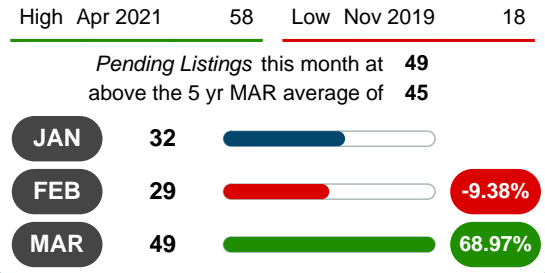 High Apr 2021 58 Low Nov 2019 18
Pending Listings this month at 49
above the 5 yr MAR average of 45
JAN 32
FEB 29 -9.38%
MAR 49 68.97%